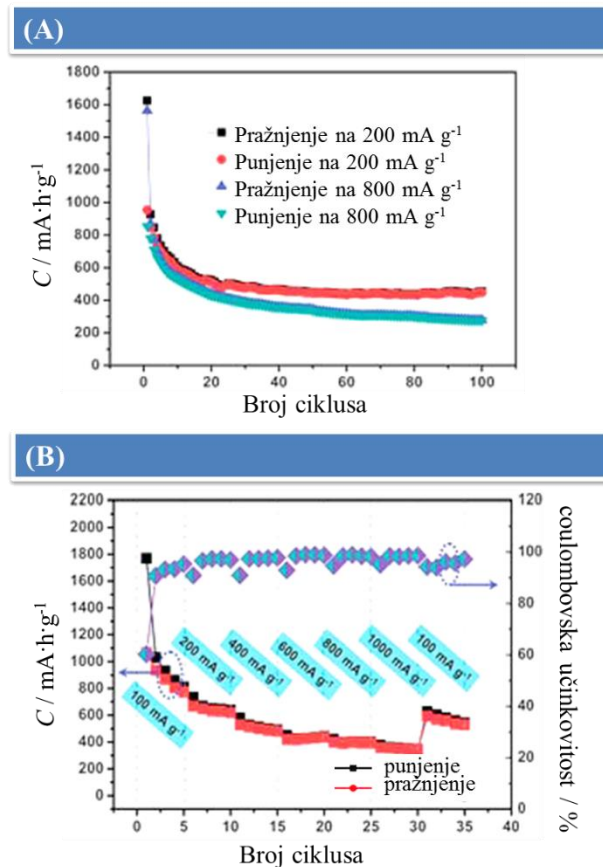 (A)
1800
1600
1400
1200
1000
800
600
400
200
0
C / mA·h·g-1
Pražnjenje na 200 mA g-1
Punjenje na 200 mA g-1
Pražnjenje na 800 mA g-1
Punjenje na 800 mA g-1
0 20 40 60 80 100
Broj ciklusa
(B)
2200
2000
1800
1600
1400
1200
1000
800
600
400
200
0
C / mA·h·g-1
120
100
80
60
40
20
0
coulombovska učinkovitost / %
100 mA g-1
200 mA g-1
400 mA g-1
600 mA g-1
800 mA g-1
1000 mA g-1
100 mA g-1
punjenje
pražnjenje
0 5 10 15 20 25 30 35 40
Broj ciklusa